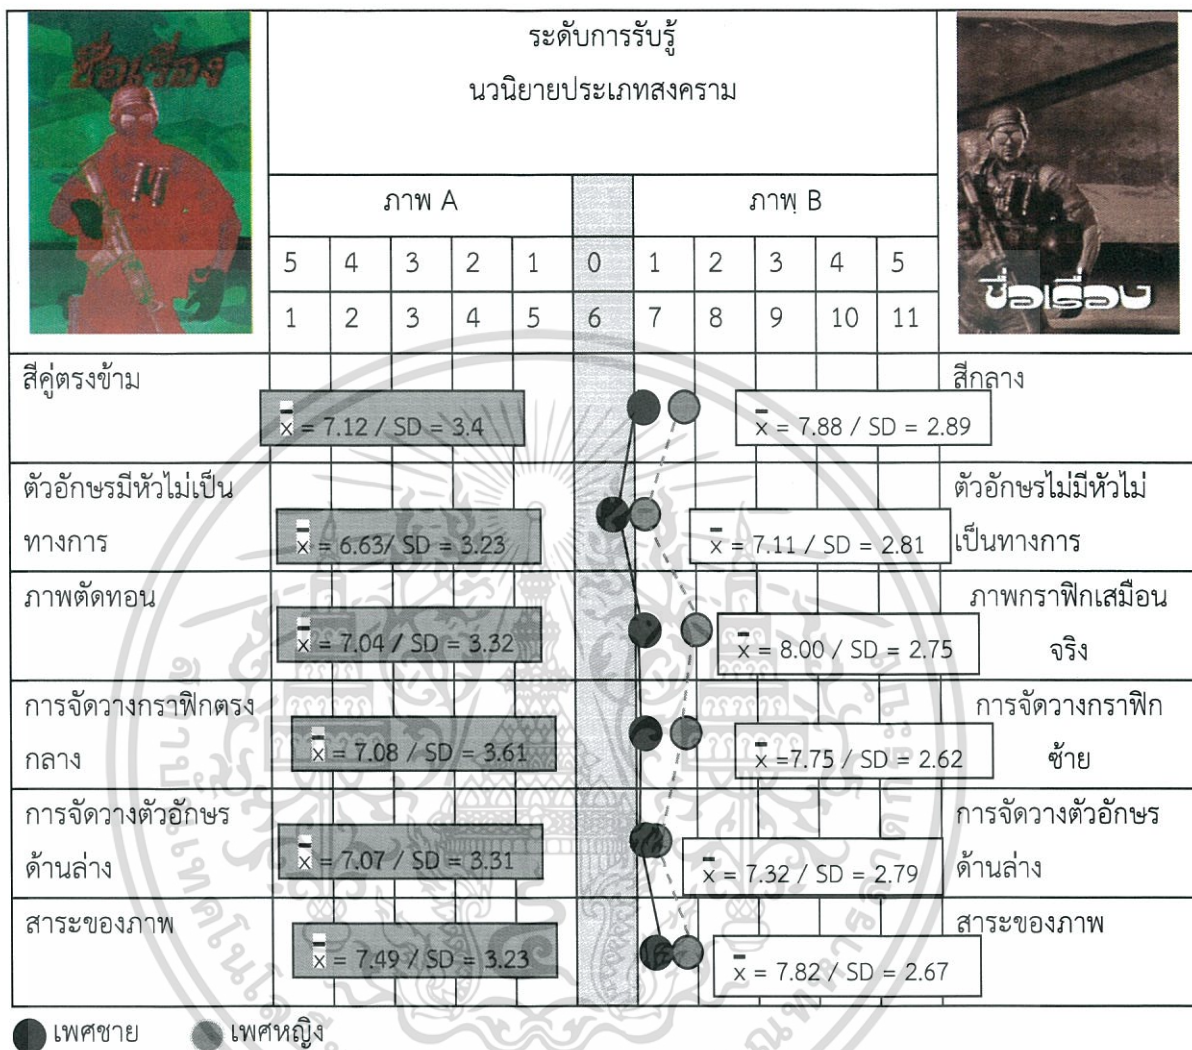 ชื่อเรื่อง
ระดับการรับรู้
นวนิยายประเภทสงคราม
ภาพ A
ภาพ B
5 4 3 2 1 0 1 2 3 4 5
1 2 3 4 5 6 7 8 9 10 11
ชื่อเรื่อง
สีคู่ตรงข้าม
x̄ = 7.12 / SD = 3.4
x̄ = 7.88 / SD = 2.89
สีกลาง
ตัวอักษรมีหัวไม่เป็น
ทางการ
x̄ = 6.63/ SD = 3.23
x̄ = 7.11 / SD = 2.81
ตัวอักษรไม่มีหัวไม่
เป็นทางการ
ภาพตัดทอน
x̄ = 7.04 / SD = 3.32
x̄ = 8.00 / SD = 2.75
ภาพกราฟิกเสมือน
จริง
การจัดวางกราฟิกตรง
กลาง
x̄ = 7.08 / SD = 3.61
x̄ =7.75 / SD = 2.62
การจัดวางกราฟิก
ซ้าย
การจัดวางตัวอักษร
ด้านล่าง
x̄ = 7.07 / SD = 3.31
x̄ = 7.32 / SD = 2.79
การจัดวางตัวอักษร
ด้านล่าง
สาระของภาพ
x̄ = 7.49 / SD = 3.23
x̄ = 7.82 / SD = 2.67
สาระของภาพ
เพศชาย เพศหญิง